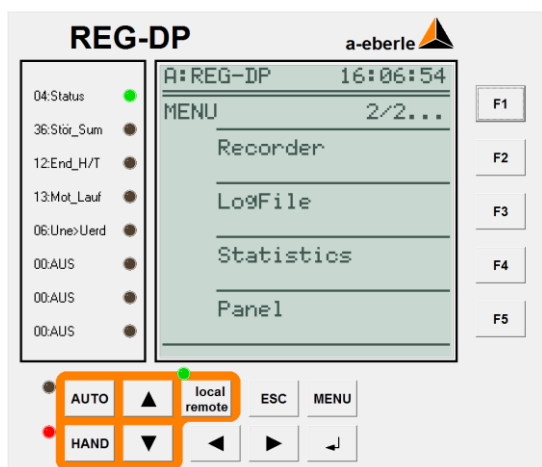 REG-DP
a-eberle
A:REG-DP 16:06:54
MENU 2/2...
Recorder
LogFile
Statistics
Panel
04:Status
36:Stör_Sum
12:End_H/T
13:Mot_Lauf
06:Une>Uerd
00:AUS
00:AUS
00:AUS
F1
F2
F3
F4
F5
AUTO
local
remote
ESC
MENU
HAND